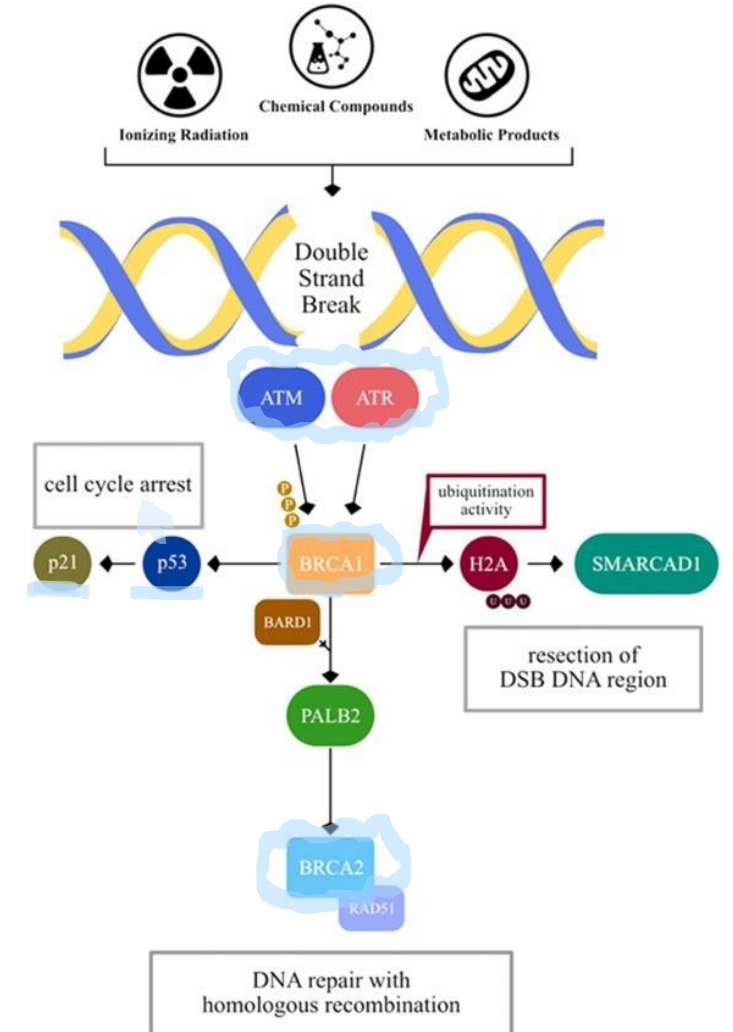 Chemical Compounds
Ionizing Radiation
Metabolic Products
Double
Strand
Break
ATM
ATR
cell cycle arrest
P
P
P
ubiquitination
activity
p21
p53
BRCA1
H2A
SMARCAD1
U U U
BARD1
resection of
DSB DNA region
PALB2
BRCA2
RAD51
DNA repair with
homologous recombination